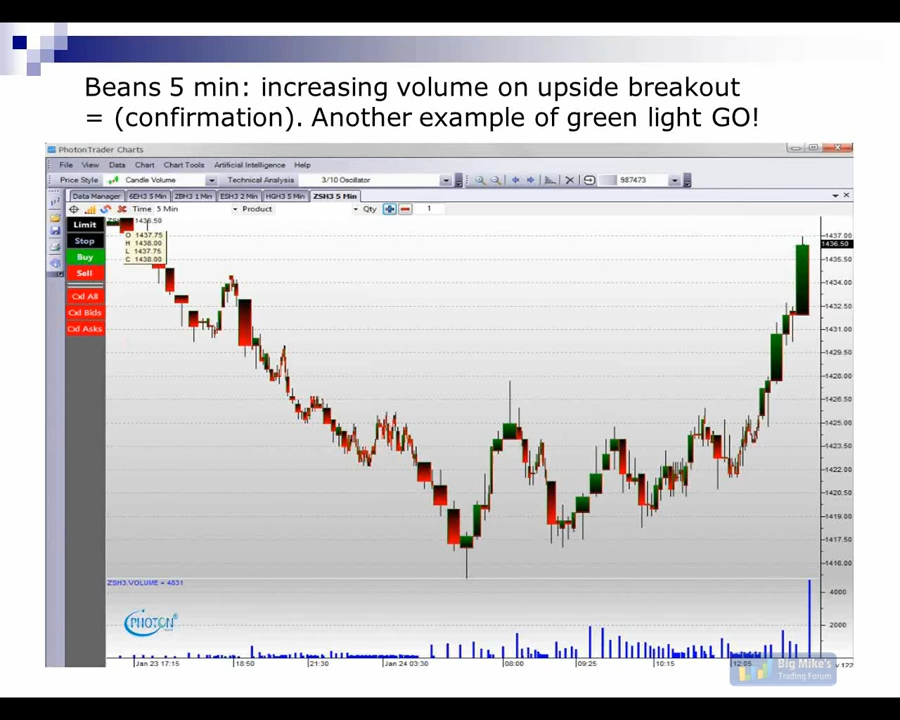 Beans 5 min: increasing volume on upside breakout
= (confirmation). Another example of green light GO!
PhotonTrader Charts
File View Data Chart Chart Tools Artificial Intelligence Help
Price Style Candle Volume Technical Analysis 3/10 Oscillator 987473
Data Manager 6EH3 5 Min ZBH3 1 Min ESH3 2 Min HGH3 5 Min ZSH3 5 Min
Time 5 Min Product Qty 1
Limit
Stop
Buy
Sell
Cxl All
Cxl Bids
Cxl Asks
1436.50
O 1437.75
H 1438.00
L 1437.75
C 1438.00
1437.00
1436.50
1435.50
1434.00
1432.50
1431.00
1429.50
1428.00
1426.50
1425.00
1423.50
1422.00
1420.50
1419.00
1417.50
1416.00
ZSH3.VOLUME = 4831
4000
2000
PHOTON
Jan 23 17:15 18:50 21:30 Jan 24 03:30 08:00 09:25 10:15 12:05 v 122
Big Mike's
Trading Forum